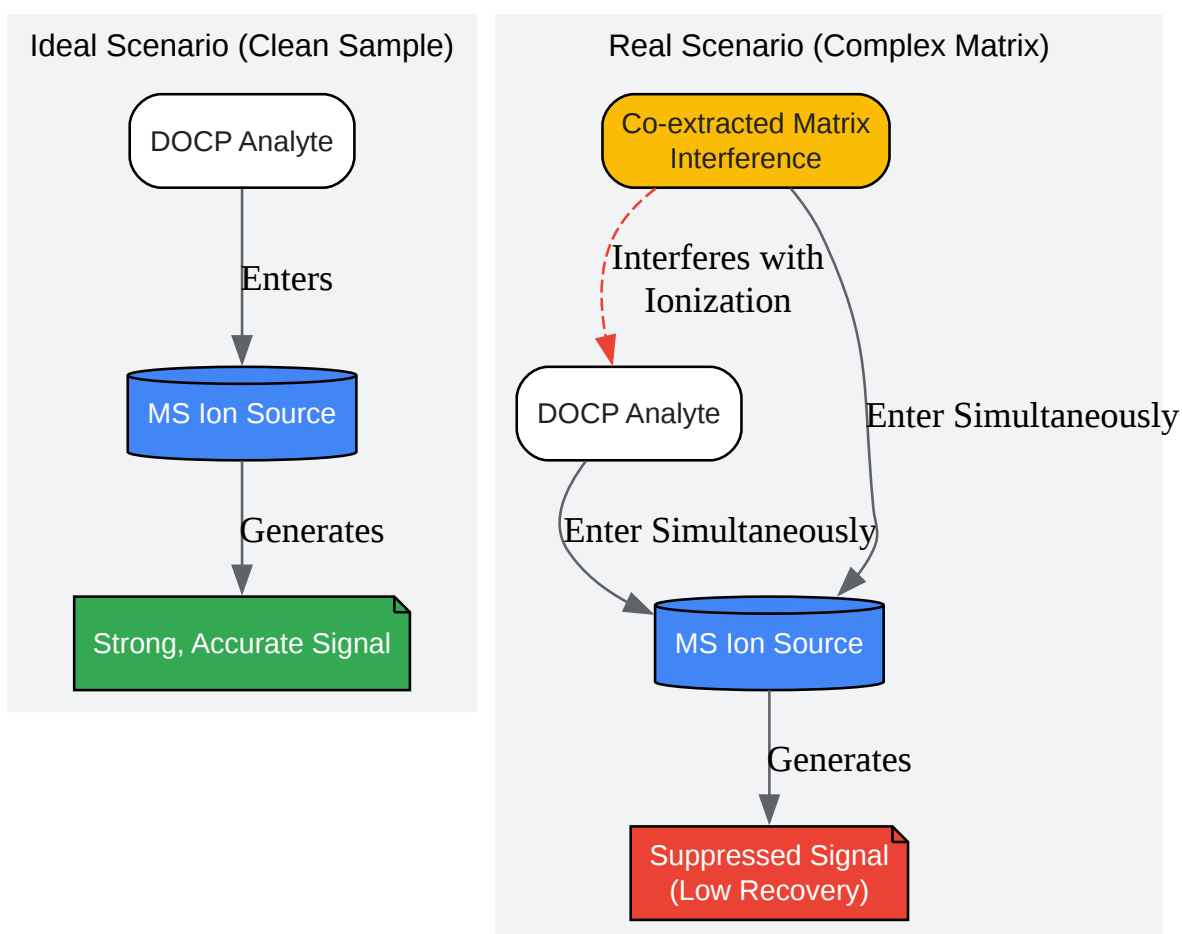 Ideal Scenario (Clean Sample)
DOCP Analyte
Enters
MS Ion Source
Generates
Strong, Accurate Signal
Real Scenario (Complex Matrix)
Co-extracted Matrix
Interference
Interferes with
Ionization
DOCP Analyte
Enter Simultaneously
Enter Simultaneously
MS Ion Source
Generates
Suppressed Signal
(Low Recovery)